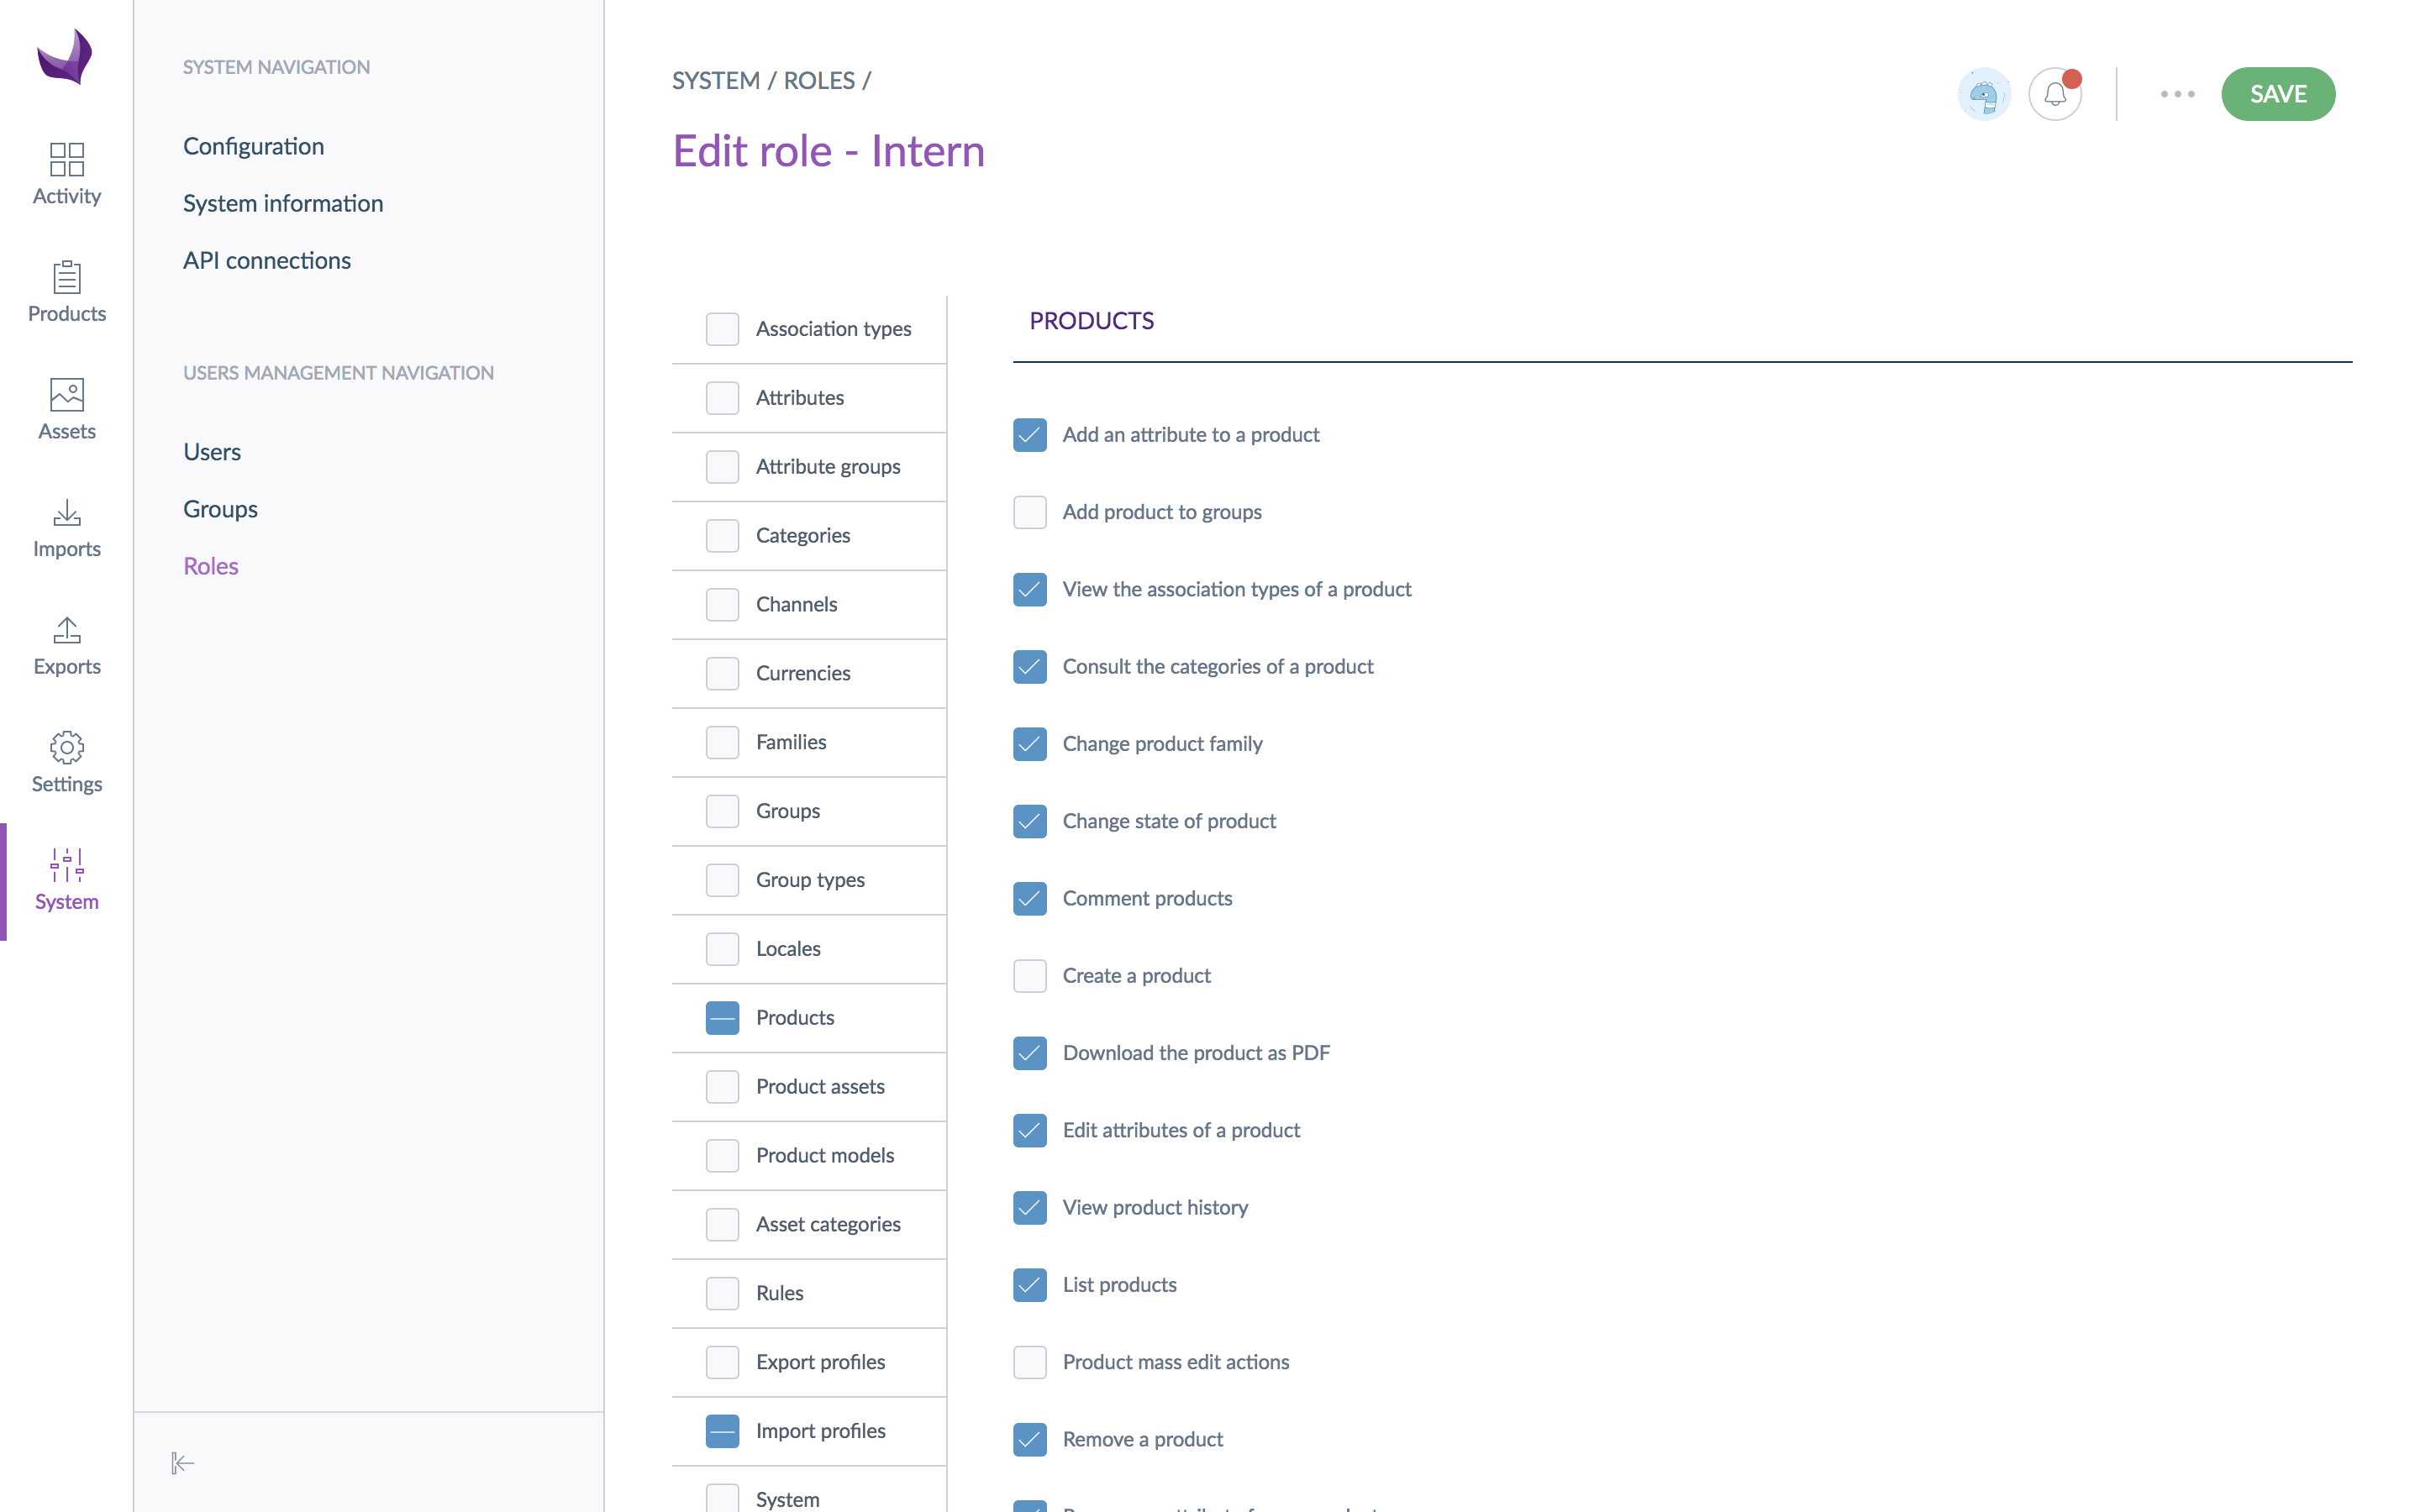 Activity
Products
Assets
Imports
Exports
Settings
System
SYSTEM NAVIGATION
Configuration
System information
API connections
USERS MANAGEMENT NAVIGATION
Users
Groups
Roles
SYSTEM / ROLES /
Edit role - Intern
SAVE
Association types
Attributes
Attribute groups
Categories
Channels
Currencies
Families
Groups
Group types
Locales
Products
Product assets
Product models
Asset categories
Rules
Export profiles
Import profiles
System
PRODUCTS
Add an attribute to a product
Add product to groups
View the association types of a product
Consult the categories of a product
Change product family
Change state of product
Comment products
Create a product
Download the product as PDF
Edit attributes of a product
View product history
List products
Product mass edit actions
Remove a product